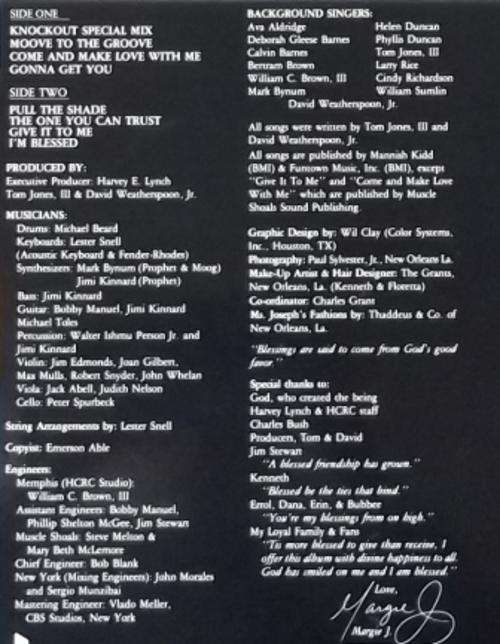 SIDE ONE
KNOCKOUT SPECIAL MIX
MOOVE TO THE GROOVE
COME AND MAKE LOVE WITH ME
GONNA GET YOU
SIDE TWO
PULL THE SHADE
THE ONE YOU CAN TRUST
GIVE IT TO ME
I'M BLESSED
PRODUCED BY:
Executive Producer: Harvey E. Lynch
Tom Jones, III & David Weatherspoon, Jr.
MUSICIANS:
Drums: Michael Beard
Keyboards: Lester Snell
(Acoustic Keyboard & Fender-Rhodes)
Synthesizers: Mark Bynum (Prophet & Moog)
Jimi Kinnard (Prophet)
Bass: Jimi Kinnard
Guitar: Bobby Manuel, Jimi Kinnard
Michael Toles
Percussion: Walter Ishmu Person Jr. and
Jimi Kinnard
Violin: Jim Edmonds, Joan Gilbert,
Max Mulls, Robert Snyder, John Whelan
Viola: Jack Abell, Judith Nelson
Cello: Peter Spurbeck
String Arrangements by: Lester Snell
Copyist: Emerson Able
Engineers:
Memphis (HCRC Studio):
William C. Brown, III
Assistant Engineers: Bobby Manuel,
Phillip Shelton McGee, Jim Stewart
Muscle Shoals: Steve Melton &
Mary Beth McLemore
Chief Engineer: Bob Blank
New York (Mixing Engineers): John Morales
and Sergio Munzibai
Mastering Engineer: Vlado Meller,
CBS Studios, New York
BACKGROUND SINGERS:
Ava Aldridge Helen Duncan
Deborah Gleese Barnes Phyllis Duncan
Calvin Barnes Tom Jones, III
Bertram Brown Larry Rice
William C. Brown, III Cindy Richardson
Mark Bynum William Sumlin
David Weatherspoon, Jr.
All songs were written by Tom Jones, III and
David Weatherspoon, Jr.
All songs are published by Mannish Kidd
(BMI) & Funtown Music, Inc. (BMI), except
"Give It To Me" and "Come and Make Love
With Me" which are published by Muscle
Shoals Sound Publishing.
Graphic Design by: Wil Clay (Color Systems,
Inc., Houston, TX)
Photography: Paul Sylvester, Jr., New Orleans La.
Make-Up Artist & Hair Designer: The Grants,
New Orleans, La. (Kenneth & Floretta)
Co-ordinator: Charles Grant
Ms. Joseph's Fashions by: Thaddeus & Co. of
New Orleans, La.
"Blessings are said to come from God's good
favor."
Special thanks to:
God, who created the being
Harvey Lynch & HCRC staff
Charles Bush
Producers, Tom & David
Jim Stewart
"A blessed friendship has grown."
Kenneth
"Blessed be the ties that bind."
Errol, Dana, Erin, & Bubber
"You're my blessings from on high."
My Loyal Family & Fans
"Tis more blessed to give than receive, I
offer this album with divine happiness to all.
God has smiled on me and I am blessed."
Love,
Margie J
Margie J.